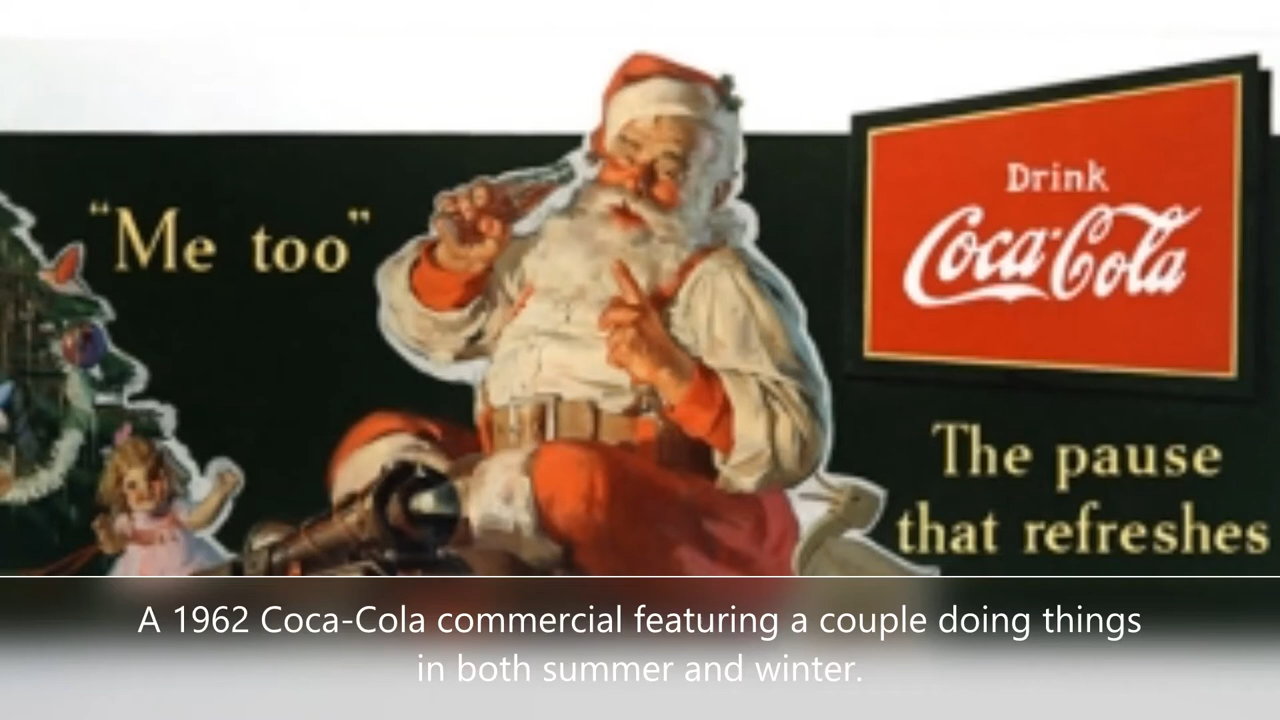 “Me too”
Drink
Coca-Cola
The pause
that refreshes
A 1962 Coca-Cola commercial featuring a couple doing things
in both summer and winter.